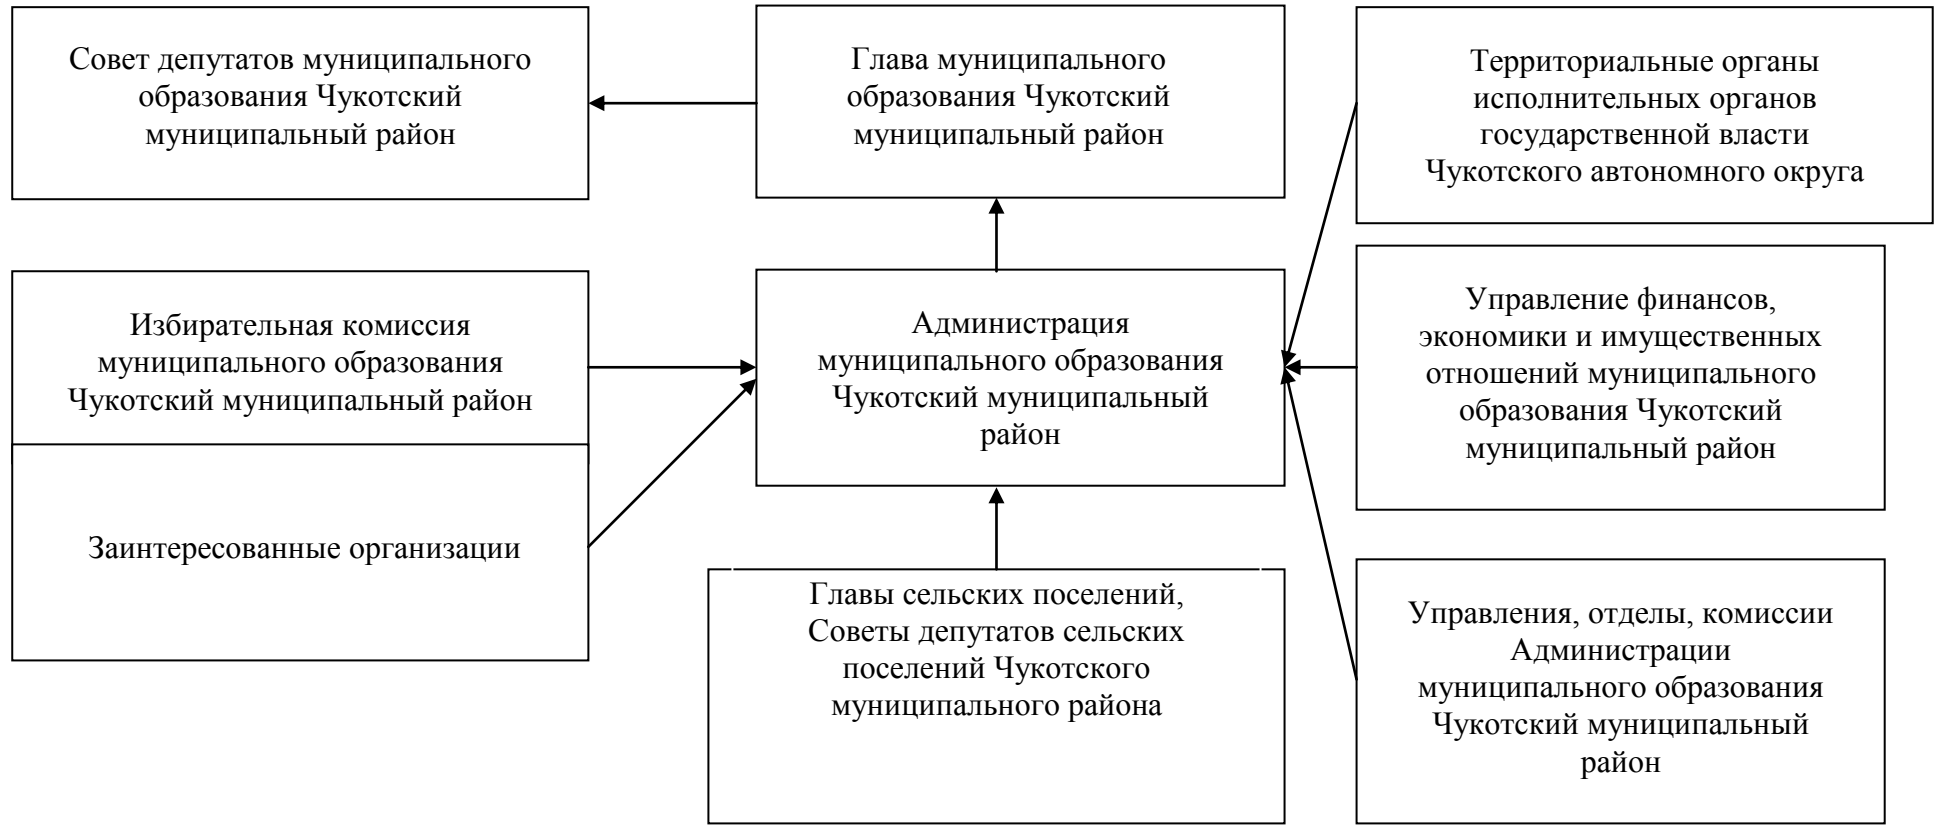 Совет депутатов муниципального
образования Чукотский
муниципальный район
Глава муниципального
образования Чукотский
муниципальный район
Территориальные органы
исполнительных органов
государственной власти
Чукотского автономного округа
Избирательная комиссия
муниципального образования
Чукотский муниципальный район
Администрация
муниципального образования
Чукотский муниципальный
район
Управление финансов,
экономики и имущественных
отношений муниципального
образования Чукотский
муниципальный район
Заинтересованные организации
Главы сельских поселений,
Советы депутатов сельских
поселений Чукотского
муниципального района
Управления, отделы, комиссии
Администрации
муниципального образования
Чукотский муниципальный
район